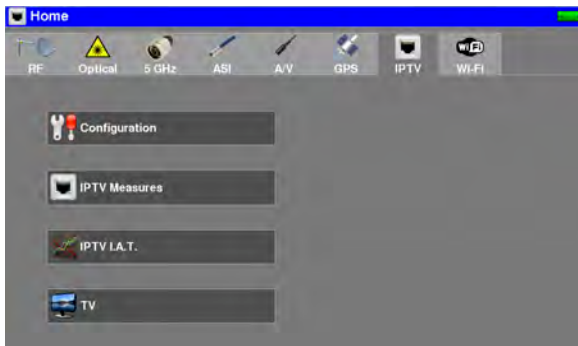 Home
RF Optical 5 GHz ASI A/V GPS IPTV WI-FI
Configuration
IPTV Measures
IPTV I.A.T.
TV